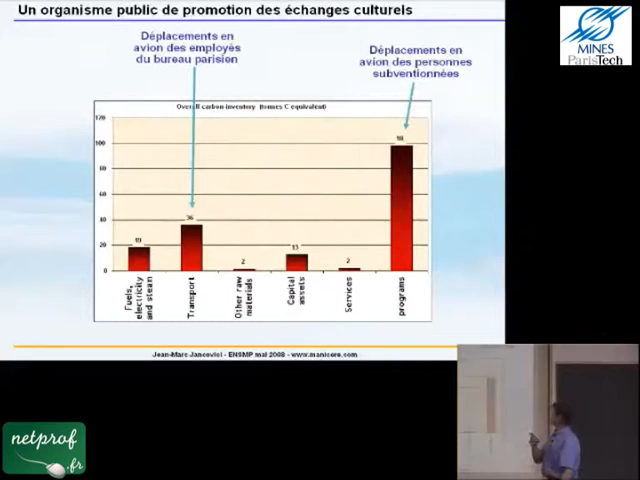 Un organisme public de promotion des échanges culturels
MINES
ParisTech
Déplacements en
avion des employés
du bureau parisien
Déplacements en
avion des personnes
subventionnées
Overall carbon inventory (tonnes C equivalent)
120
100
80
60
40
20
0
19
36
2
13
2
98
Fuels,
electricity
and steam
Transport
Other raw
materials
Capital
assets
Services
programs
Jean-Marc Jancovici - ENSMP mai 2008 - www.manicore.com
netprof
.fr